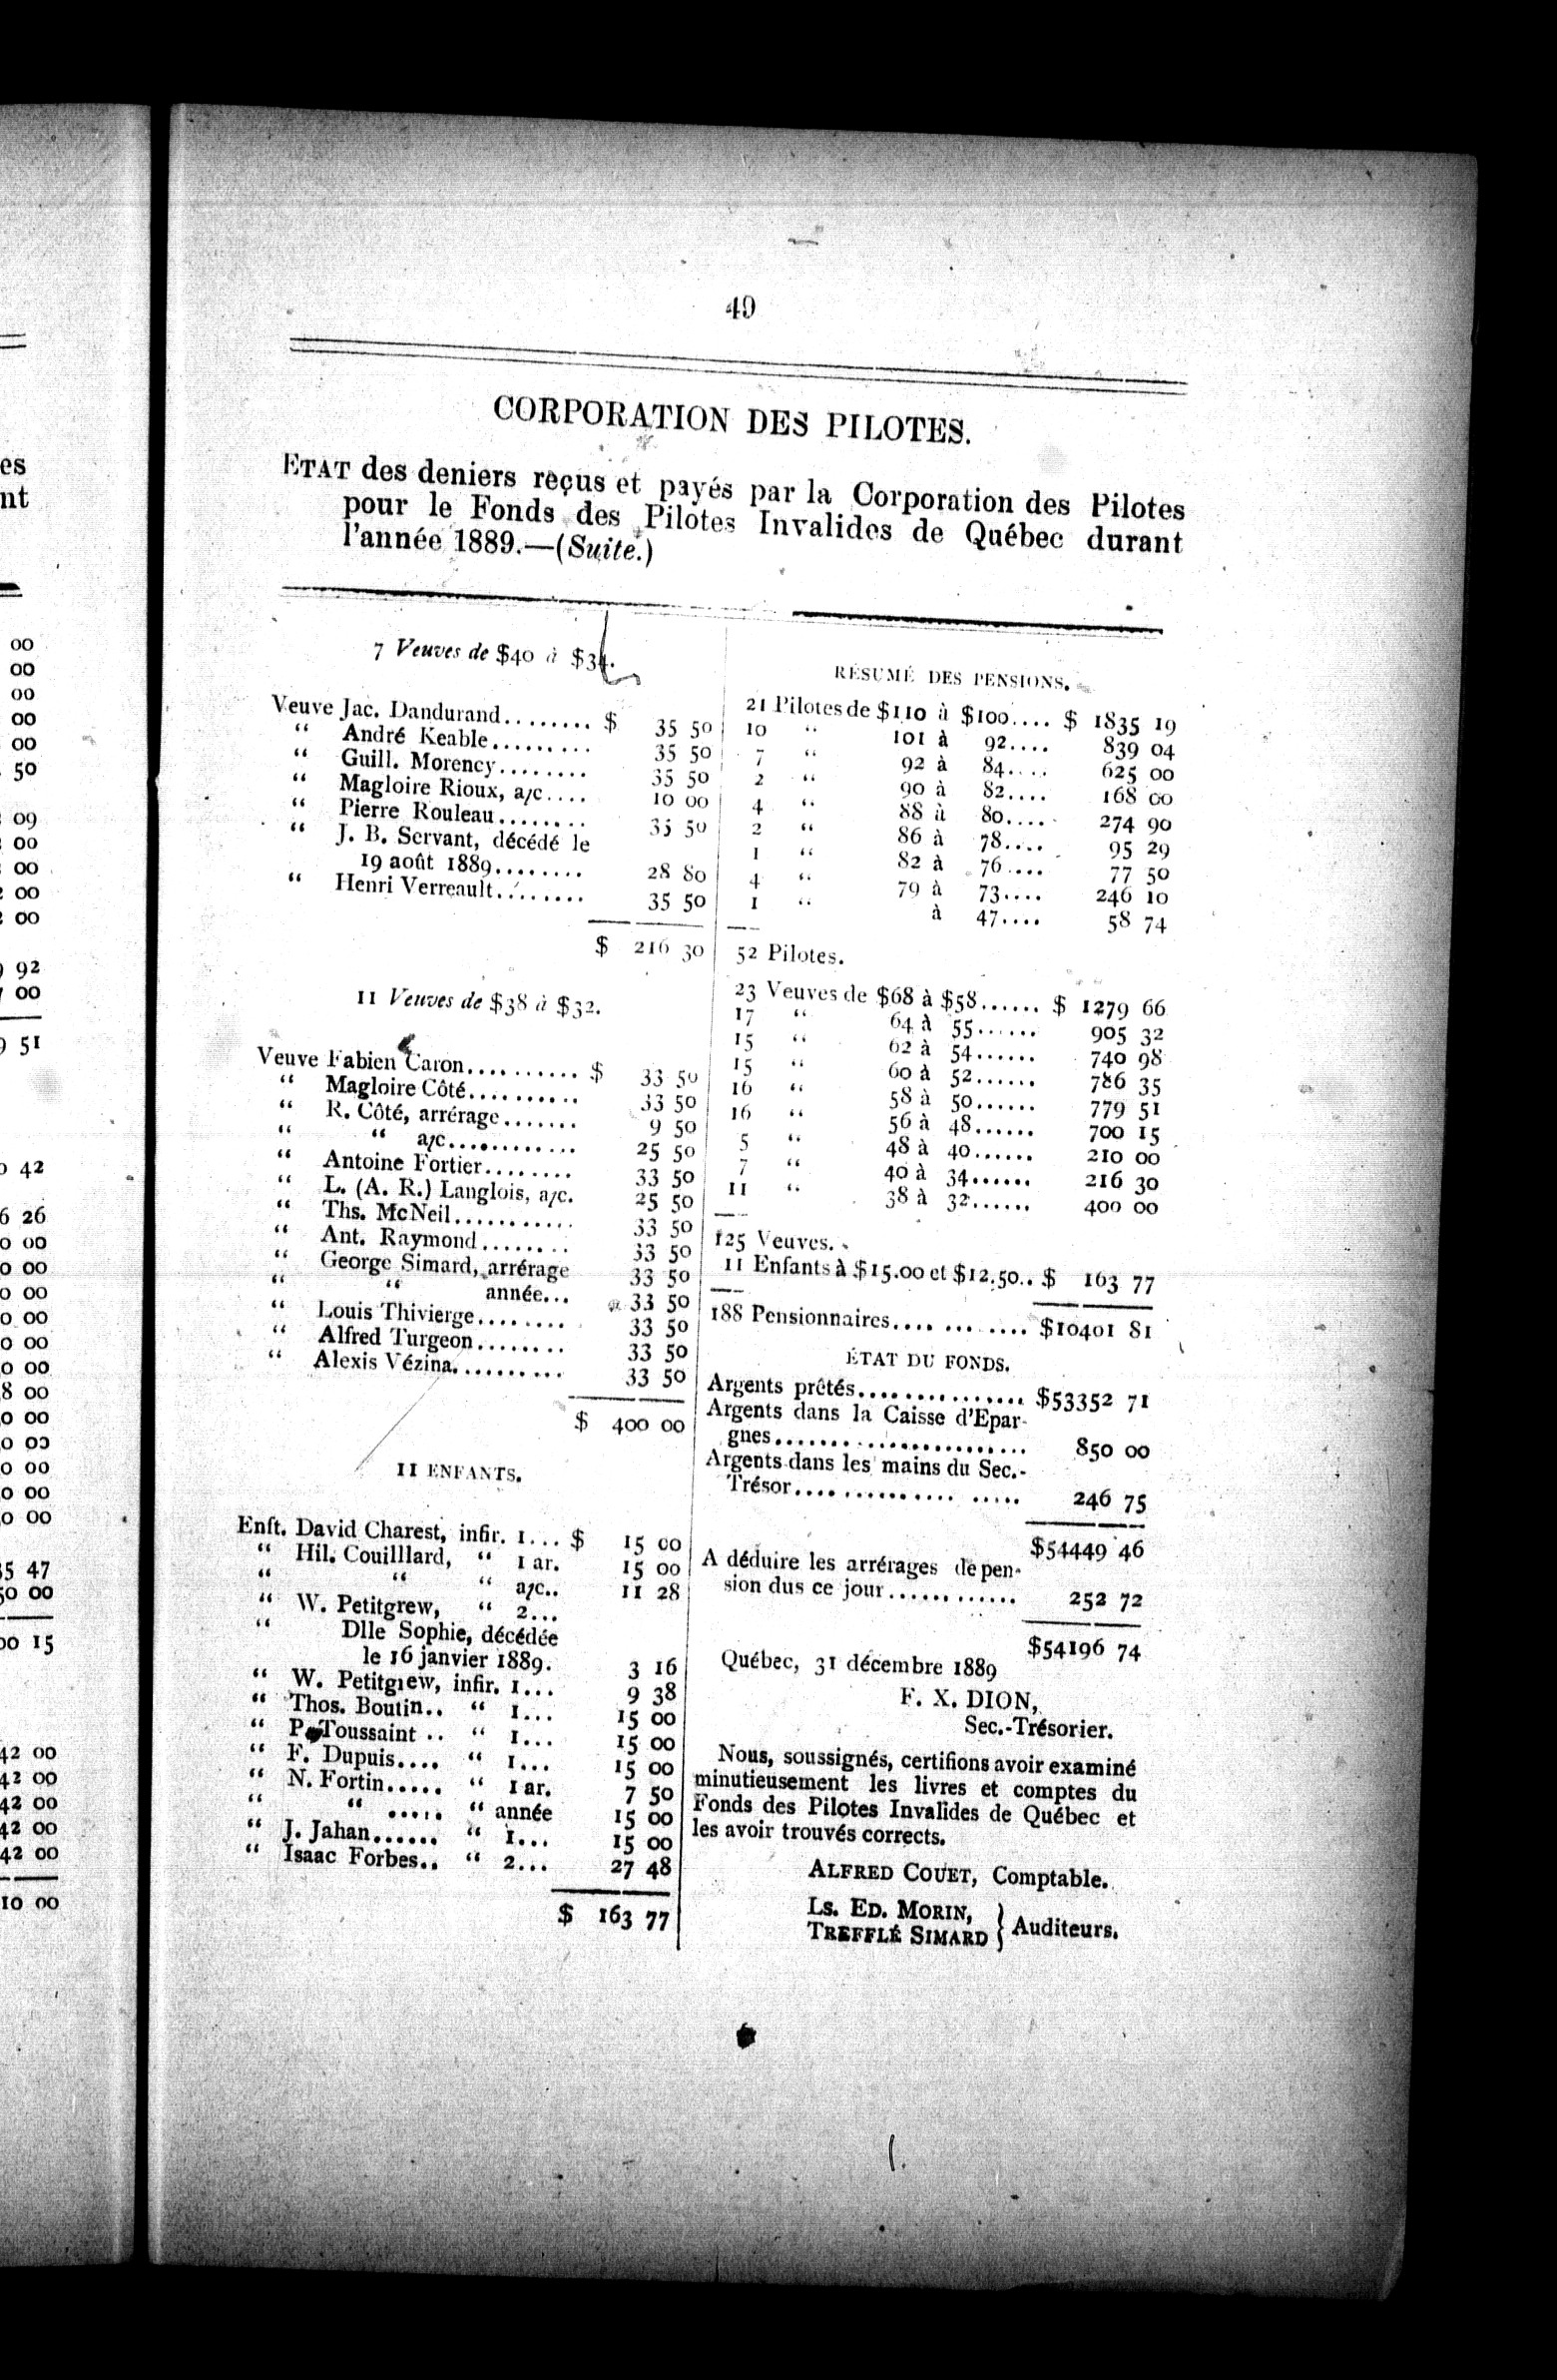 49
CORPORATION DES PILOTES.
ETAT des deniers reçus et payés par la Corporation des Pilotes
pour le Fonds des Pilotes Invalides de Québec durant
l'année 1889.—(Suite.)
7 Veuves de $40 à $34.
Veuve Jac. Dandurand........ $ 35 50
“ André Keable......... 35 50
“ Guill. Morency........ 35 50
“ Magloire Rioux, a/c.... 10 00
“ Pierre Rouleau........ 35 50
“ J. B. Servant, décédé le
19 août 1889........ 28 80
“ Henri Verreault......... 35 50
$ 216 30
11 Veuves de $38 à $32.
Veuve Fabien Caron.......... $ 33 50
“ Magloire Côté.......... 33 50
“ R. Côté, arrérage....... 9 50
“ “ a/c............ 25 50
“ Antoine Fortier........ 33 50
“ L. (A. R.) Langlois, a/c. 25 50
“ Ths. McNeil........... 33 50
“ Ant. Raymond........ 33 50
“ George Simard, arrérage 33 50
“ “ année... 33 50
“ Louis Thivierge........ 33 50
“ Alfred Turgeon........ 33 50
“ Alexis Vézina.......... 33 50
$ 400 00
11 ENFANTS.
Enft. David Charest, infir. 1... $ 15 00
“ Hil. Couilllard, “ 1 ar. 15 00
“ “ “ a/c.. 11 28
“ W. Petitgrew, “ 2...
“ Dlle Sophie, décédée
le 16 janvier 1889. 3 16
“ W. Petitgrew, infir. 1... 9 38
“ Thos. Boutin.. “ 1... 15 00
“ P. Toussaint .. “ 1... 15 00
“ F. Dupuis.... “ 1... 15 00
“ N. Fortin..... “ 1 ar. 7 50
“ “ ..... “ année 15 00
“ J. Jahan...... “ 1... 15 00
“ Isaac Forbes.. “ 2... 27 48
$ 163 77
RÉSUMÉ DES PENSIONS.
21 Pilotes de $110 à $100.... $ 1835 19
10 “ 101 à 92.... 839 04
7 “ 92 à 84.... 625 00
2 “ 90 à 82.... 168 00
4 “ 88 à 80.... 274 90
2 “ 86 à 78.... 95 29
1 “ 82 à 76.... 77 50
4 “ 79 à 73.... 246 10
1 “ à 47.... 58 74
52 Pilotes.
23 Veuves de $68 à $58...... $ 1279 66
17 “ 64 à 55...... 905 32
15 “ 62 à 54...... 740 98
15 “ 60 à 52...... 786 35
16 “ 58 à 50...... 779 51
16 “ 56 à 48...... 700 15
5 “ 48 à 40...... 210 00
7 “ 40 à 34...... 216 30
11 “ 38 à 32...... 400 00
125 Veuves.
11 Enfants à $15.00 et $12.50.. $ 163 77
188 Pensionnaires.... ... .... $10401 81
ÉTAT DU FONDS.
Argents prêtés................ $53352 71
Argents dans la Caisse d'Epar-
gnes........................ 850 00
Argents dans les mains du Sec.-
Trésor............... ..... 246 75
$54449 46
A déduire les arrérages de pen-
sion dus ce jour............ 252 72
$54196 74
Québec, 31 décembre 1889
F. X. DION,
Sec.-Trésorier.
Nous, soussignés, certifions avoir examiné
minutieusement les livres et comptes du
Fonds des Pilotes Invalides de Québec et
les avoir trouvés corrects.
ALFRED COUET, Comptable.
LS. ED. MORIN,
TREFFLÉ SIMARD } Auditeurs.